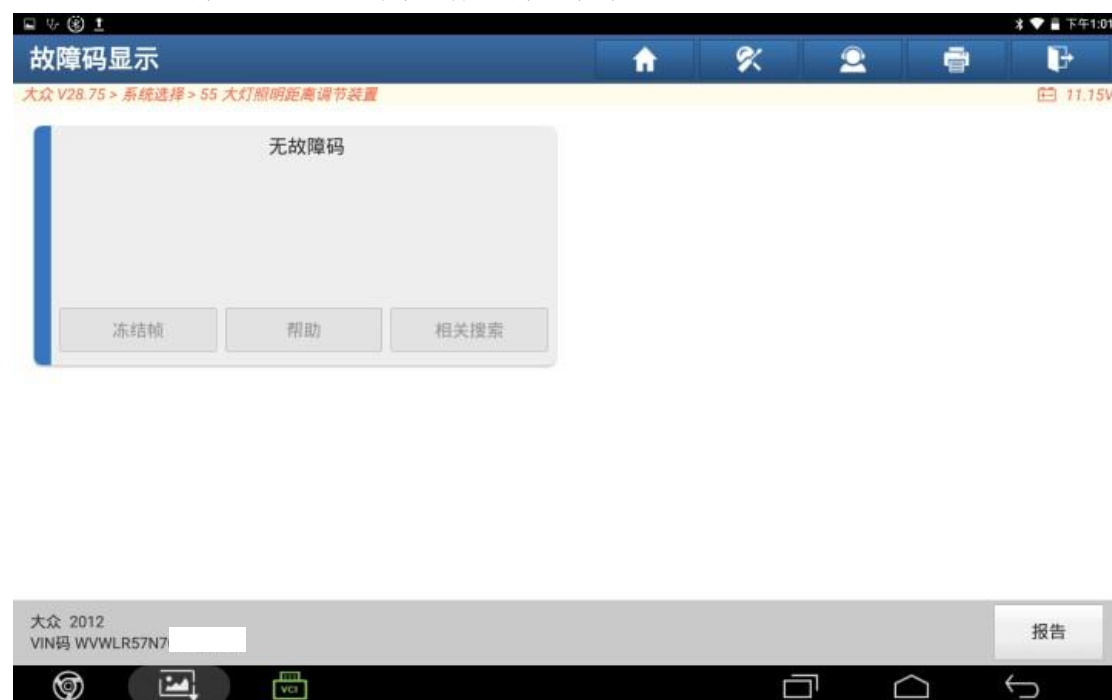 下午1:01
故障码显示
大众 V28.75 > 系统选择 > 55 大灯照明距离调节装置
11.15V
无故障码
冻结帧
帮助
相关搜索
大众 2012
VIN码 WVWLR57N7
报告
VCI